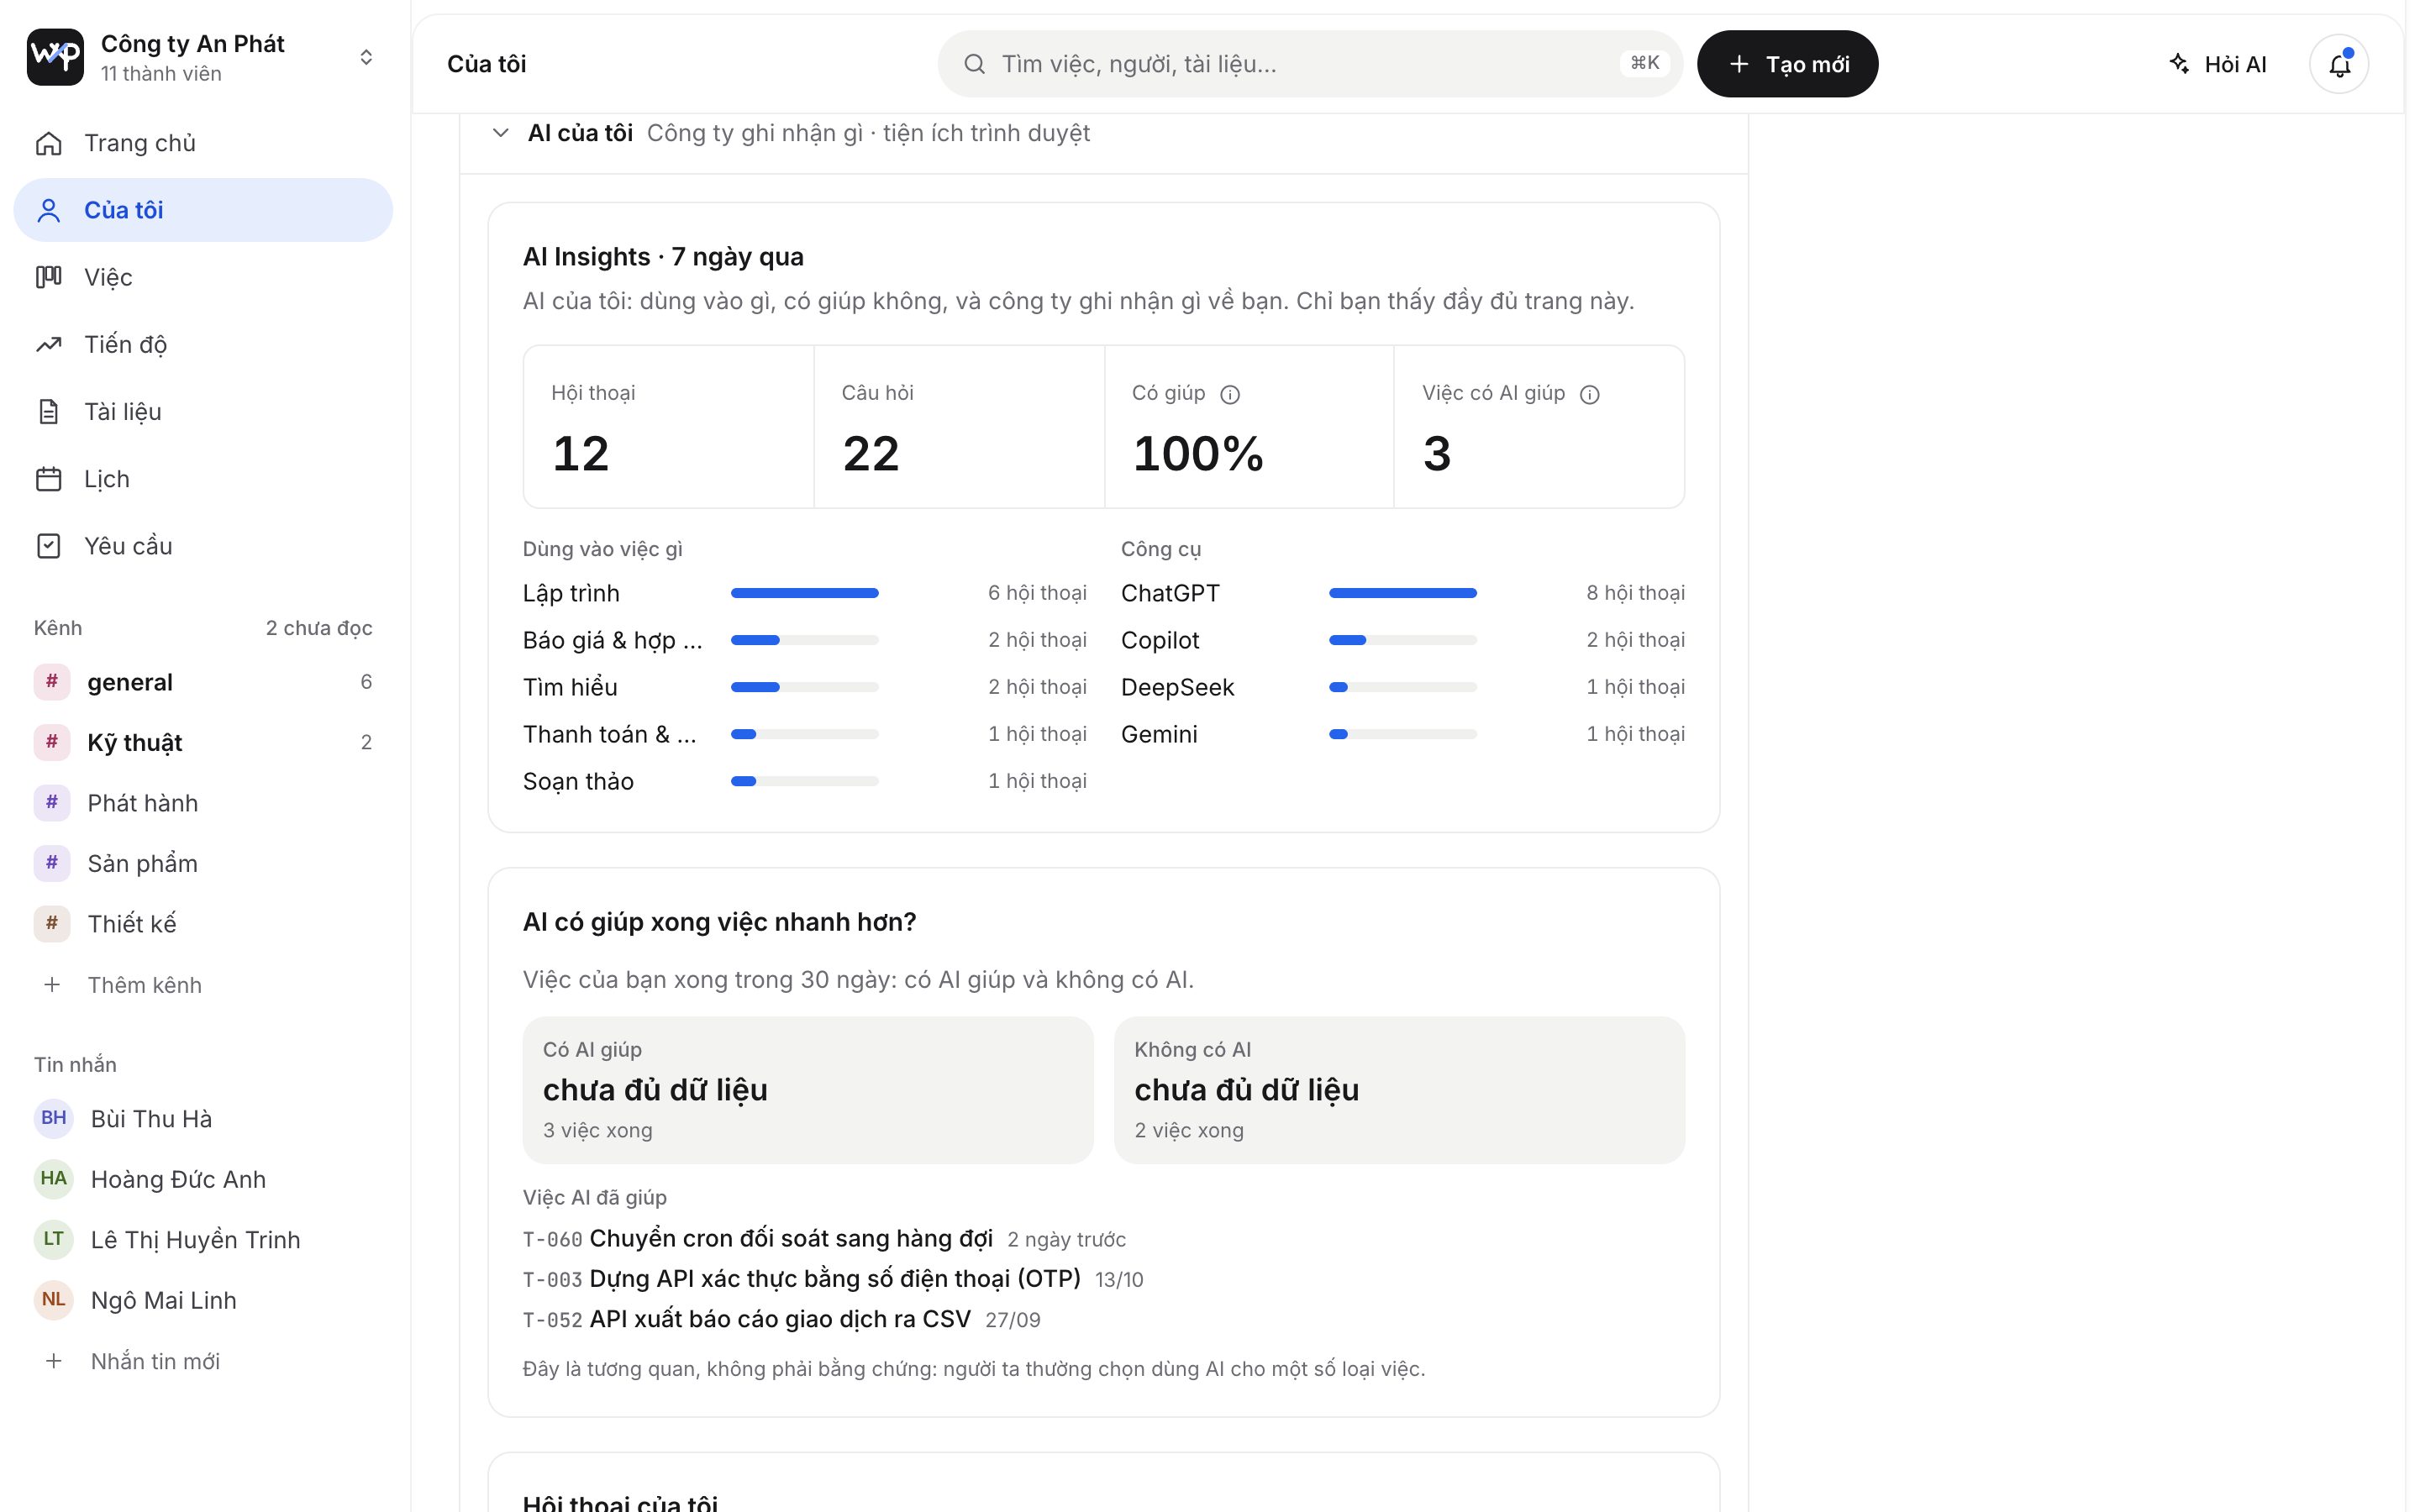 Công ty An Phát
11 thành viên
Trang chủ
Của tôi
Việc
Tiến độ
Tài liệu
Lịch
Yêu cầu
Kênh 2 chưa đọc
# general 6
# Kỹ thuật 2
# Phát hành
# Sản phẩm
# Thiết kế
Thêm kênh
Tin nhắn
BH Bùi Thu Hà
HA Hoàng Đức Anh
LT Lê Thị Huyền Trinh
NL Ngô Mai Linh
Nhắn tin mới
Của tôi
Tìm việc, người, tài liệu...
⌘K
Tạo mới
Hỏi AI
AI của tôi Công ty ghi nhận gì · tiện ích trình duyệt
AI Insights · 7 ngày qua
AI của tôi: dùng vào gì, có giúp không, và công ty ghi nhận gì về bạn. Chỉ bạn thấy đầy đủ trang này.
Hội thoại
12
Câu hỏi
22
Có giúp
100%
Việc có AI giúp
3
Dùng vào việc gì
Lập trình 6 hội thoại
Báo giá & hợp ... 2 hội thoại
Tìm hiểu 2 hội thoại
Thanh toán & ... 1 hội thoại
Soạn thảo 1 hội thoại
Công cụ
ChatGPT 8 hội thoại
Copilot 2 hội thoại
DeepSeek 1 hội thoại
Gemini 1 hội thoại
AI có giúp xong việc nhanh hơn?
Việc của bạn xong trong 30 ngày: có AI giúp và không có AI.
Có AI giúp
chưa đủ dữ liệu
3 việc xong
Không có AI
chưa đủ dữ liệu
2 việc xong
Việc AI đã giúp
T-060 Chuyển cron đối soát sang hàng đợi 2 ngày trước
T-003 Dựng API xác thực bằng số điện thoại (OTP) 13/10
T-052 API xuất báo cáo giao dịch ra CSV 27/09
Đây là tương quan, không phải bằng chứng: người ta thường chọn dùng AI cho một số loại việc.
Hội thoại của tôi